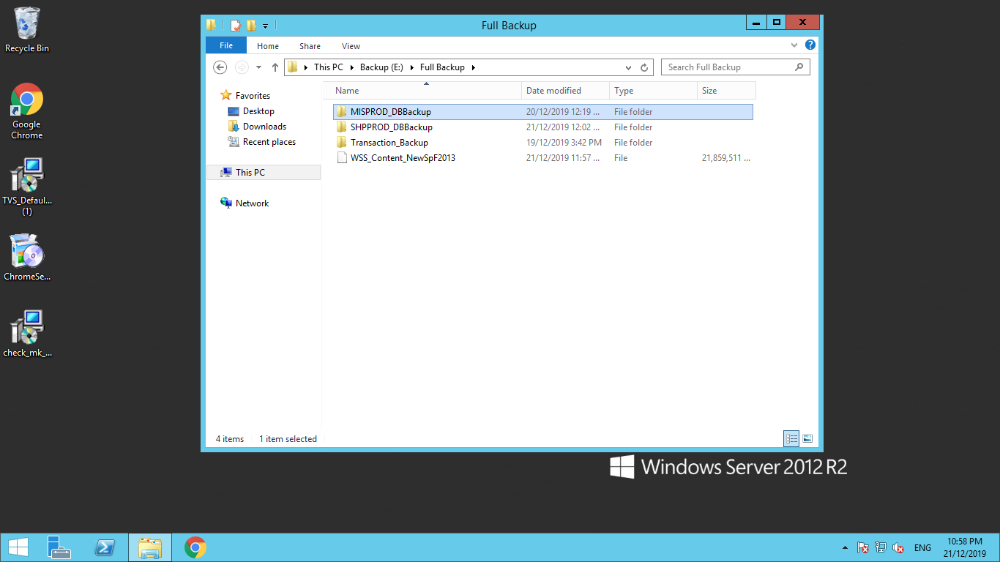 Recycle Bin
Google
Chrome
TVS_Defaul...
(1)
ChromeSe...
check_mk_...
Full Backup
File Home Share View
This PC Backup (E:) Full Backup
Search Full Backup
Favorites
Desktop
Downloads
Recent places
This PC
Network
Name Date modified Type Size
MISPROD_DBBackup 20/12/2019 12:19 ... File folder
SHPPROD_DBBackup 21/12/2019 12:02 ... File folder
Transaction_Backup 19/12/2019 3:42 PM File folder
WSS_Content_NewSpF2013 21/12/2019 11:57 ... File 21,859,511 ...
4 items 1 item selected
Windows Server 2012 R2
ENG
10:58 PM
21/12/2019